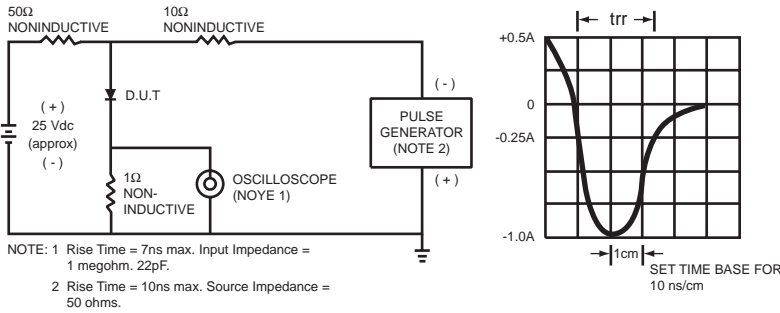 50Ω
NONINDUCTIVE
10Ω
NONINDUCTIVE
( + )
25 Vdc
(approx)
( - )
D.U.T
1Ω
NON-
INDUCTIVE
OSCILLOSCOPE
(NOYE 1)
( - )
PULSE
GENERATOR
(NOTE 2)
( + )
NOTE: 1 Rise Time = 7ns max. Input Impedance =
1 megohm. 22pF.
2 Rise Time = 10ns max. Source Impedance =
50 ohms.
trr
+0.5A
0
-0.25A
-1.0A
1cm
SET TIME BASE FOR
10 ns/cm